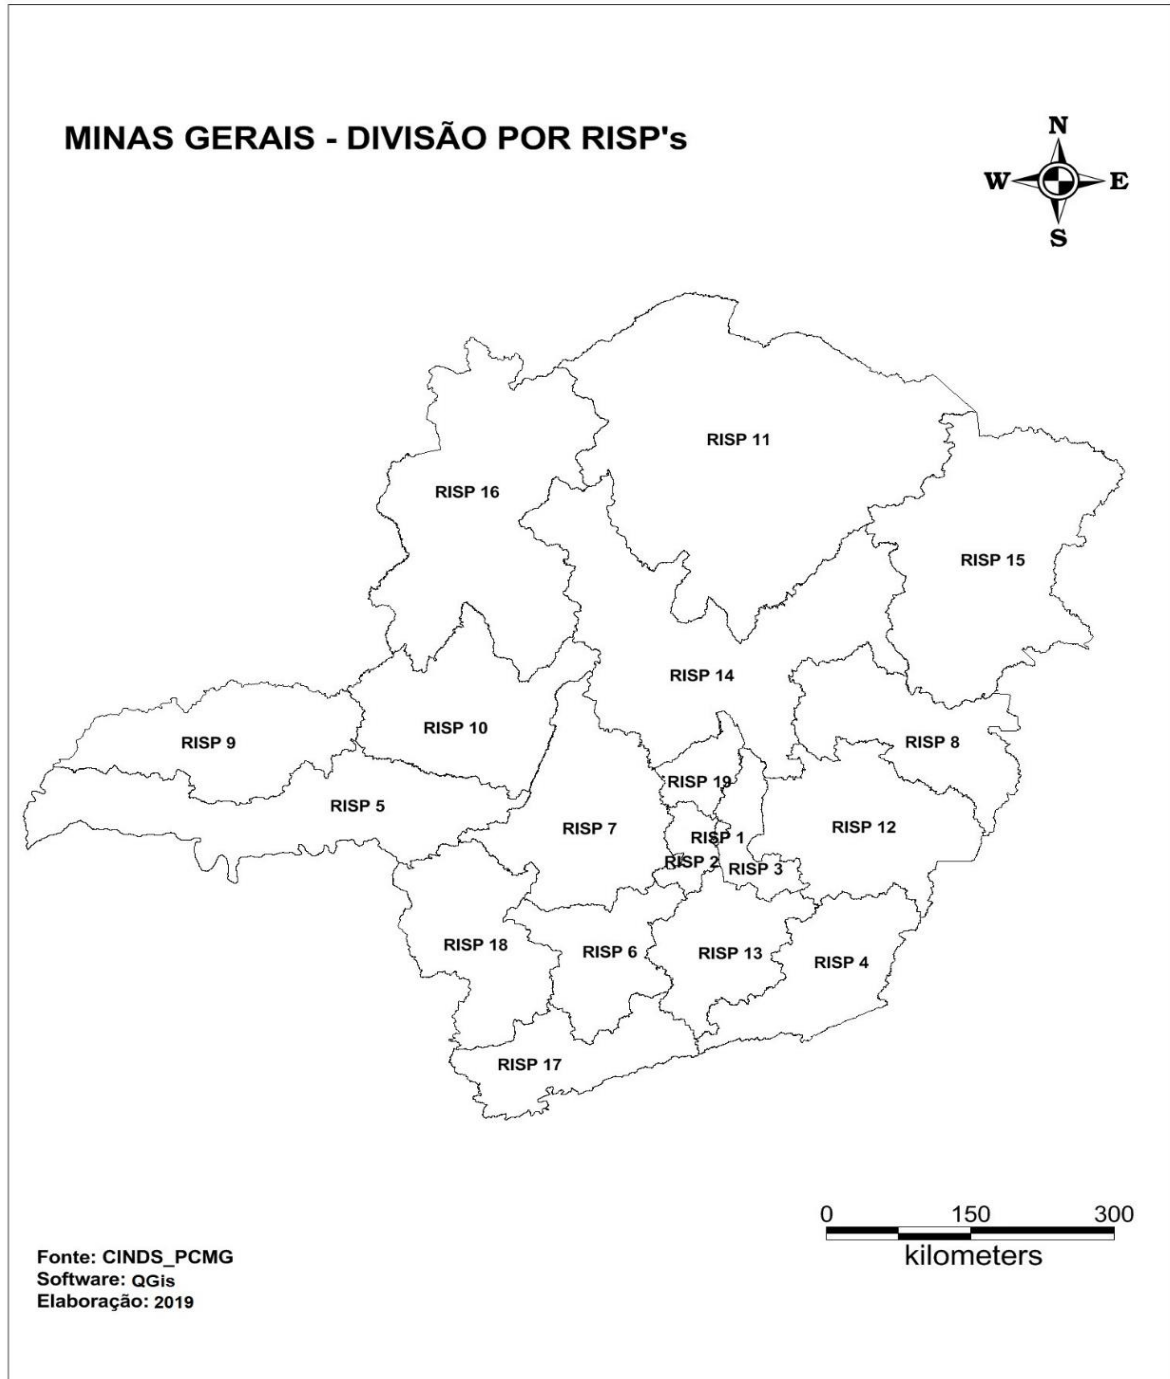 MINAS GERAIS - DIVISÃO POR RISP's
N
W E
S
RISP 11
RISP 16
RISP 15
RISP 14
RISP 10
RISP 9
RISP 8
RISP 19
RISP 5
RISP 7
RISP 12
RISP 1
RISP 2
RISP 3
RISP 18
RISP 6
RISP 13
RISP 4
RISP 17
0 150 300
kilometers
Fonte: CINDS_PCMG
Software: QGis
Elaboração: 2019